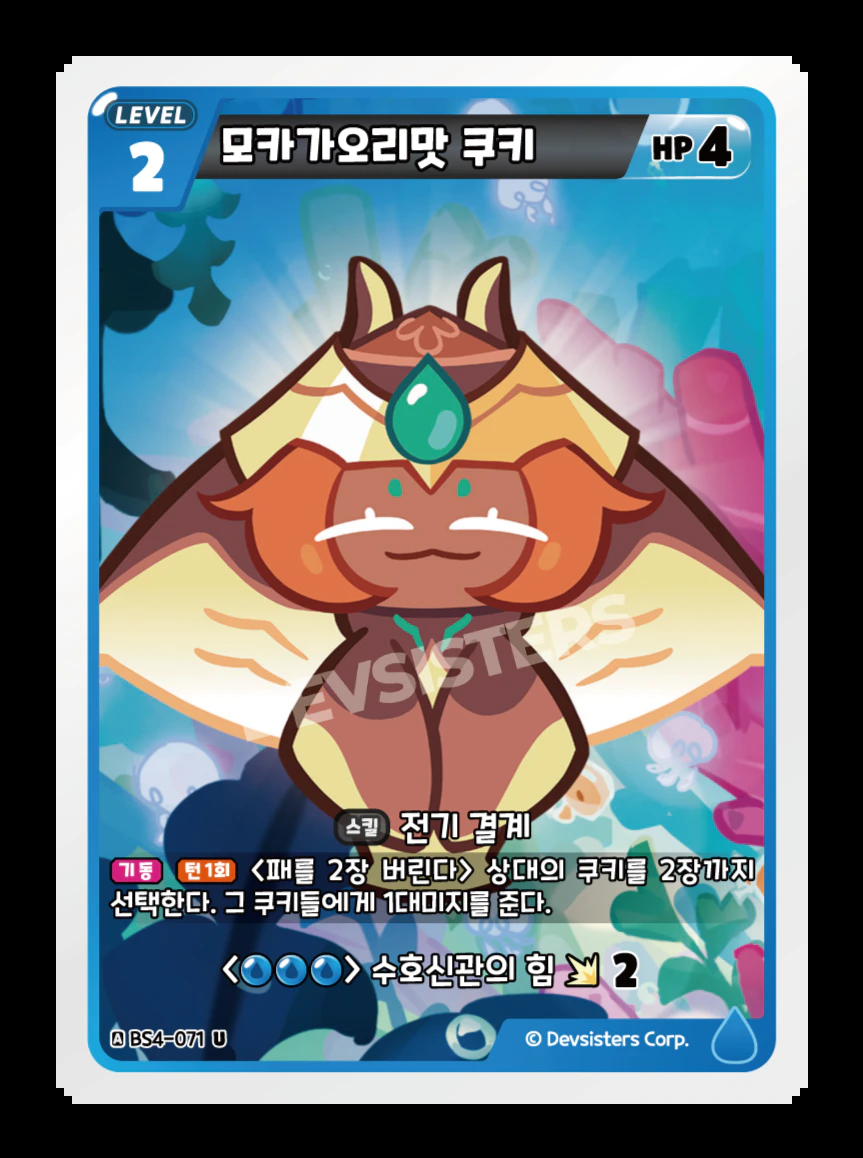 LEVEL
2
모카가오리맛 쿠키
HP 4
DEVSISTERS
스킬 전기 결계
기동 턴1회 <패를 2장 버린다> 상대의 쿠키를 2장까지
선택한다. 그 쿠키들에게 1대미지를 준다.
< > 수호신관의 힘 2
A BS4-071 U
© Devsisters Corp.